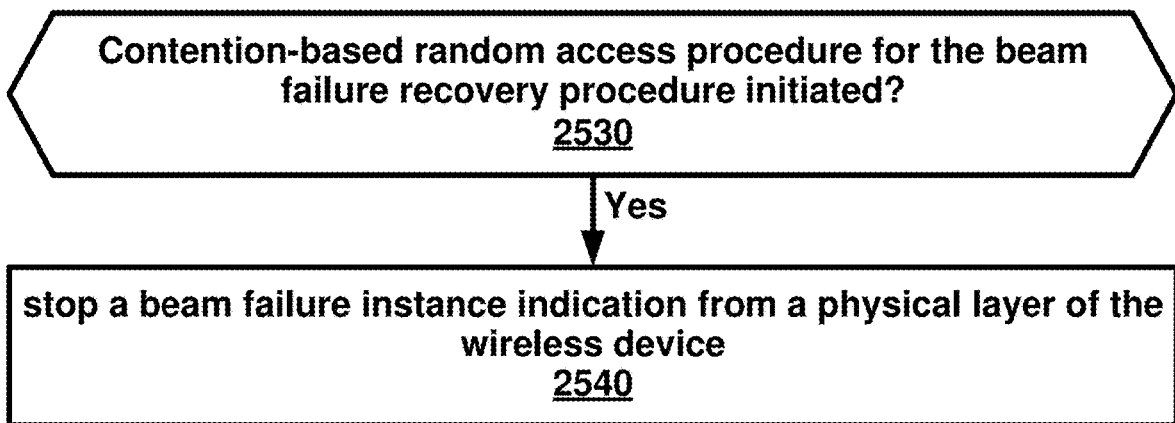 Contention-based random access procedure for the beam
failure recovery procedure initiated?
2530
Yes
stop a beam failure instance indication from a physical layer of the
wireless device
2540